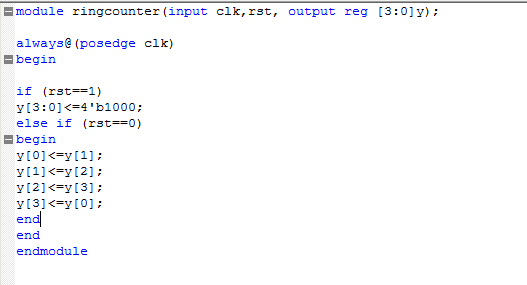 module ringcounter(input clk,rst, output reg [3:0]y);
always@(posedge clk)
begin
if (rst==1)
y[3:0]<=4'b1000;
else if (rst==0)
begin
y[0]<=y[1];
y[1]<=y[2];
y[2]<=y[3];
y[3]<=y[0];
end
end
endmodule